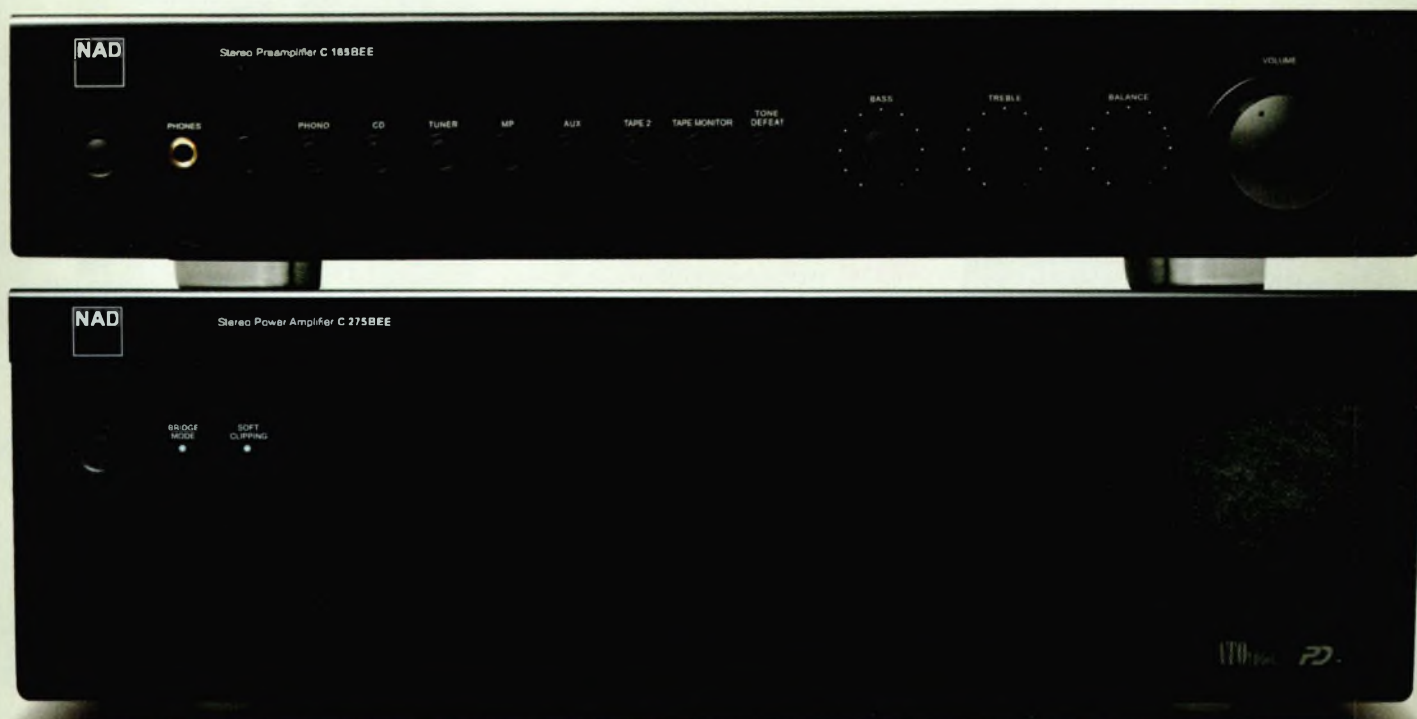 NAD
Stereo Preamplifier C 165BEE
VOLUME
BASS
TREBLE
BALANCE
PHONES
PHONO
CD
TUNER
MP
AUX
TAPE 2
TAPE MONITOR
TONE
DEFEAT
NAD
Stereo Power Amplifier C 275BEE
BRIDGE
MODE
SOFT
CLIPPING
PD